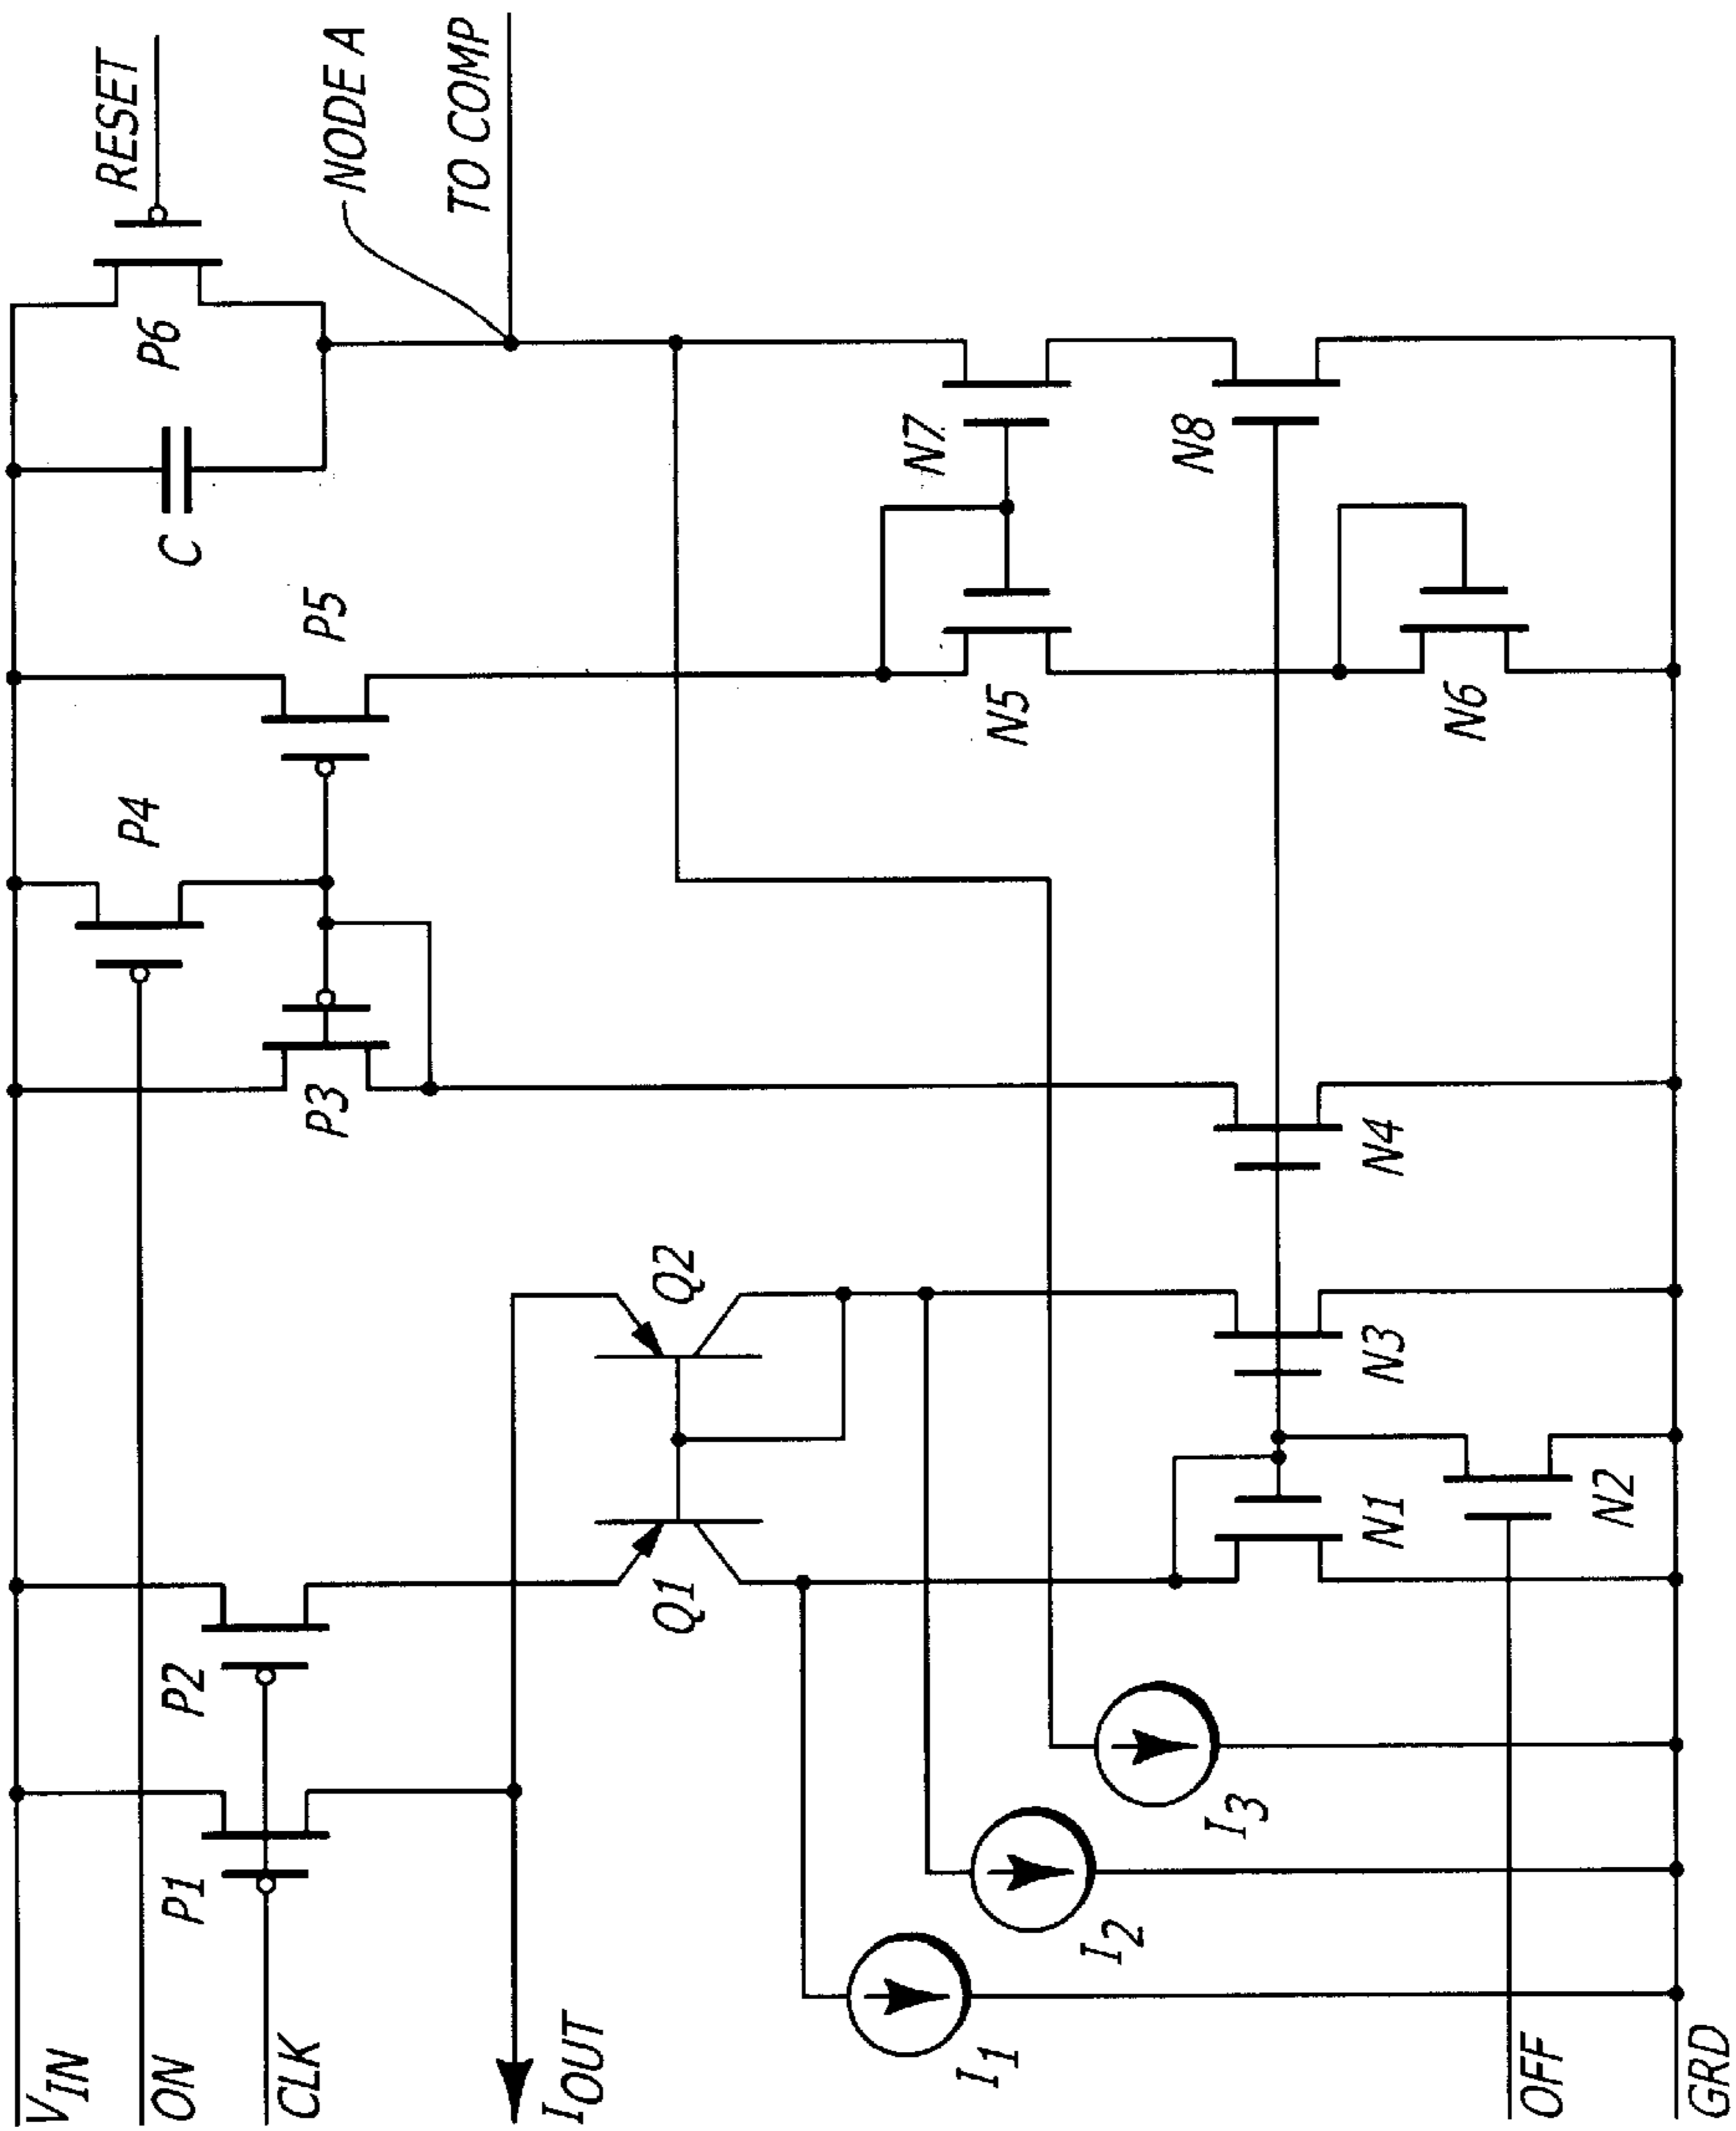 RESET
NODE A
TO COMP
P6
C
P5
P4
P3
N7
N8
N5
N6
N4
Q2
N3
Q1
N1
N2
P2
P1
I3
I2
I1
VIN
ON
CLK
IOUT
OFF
GRD